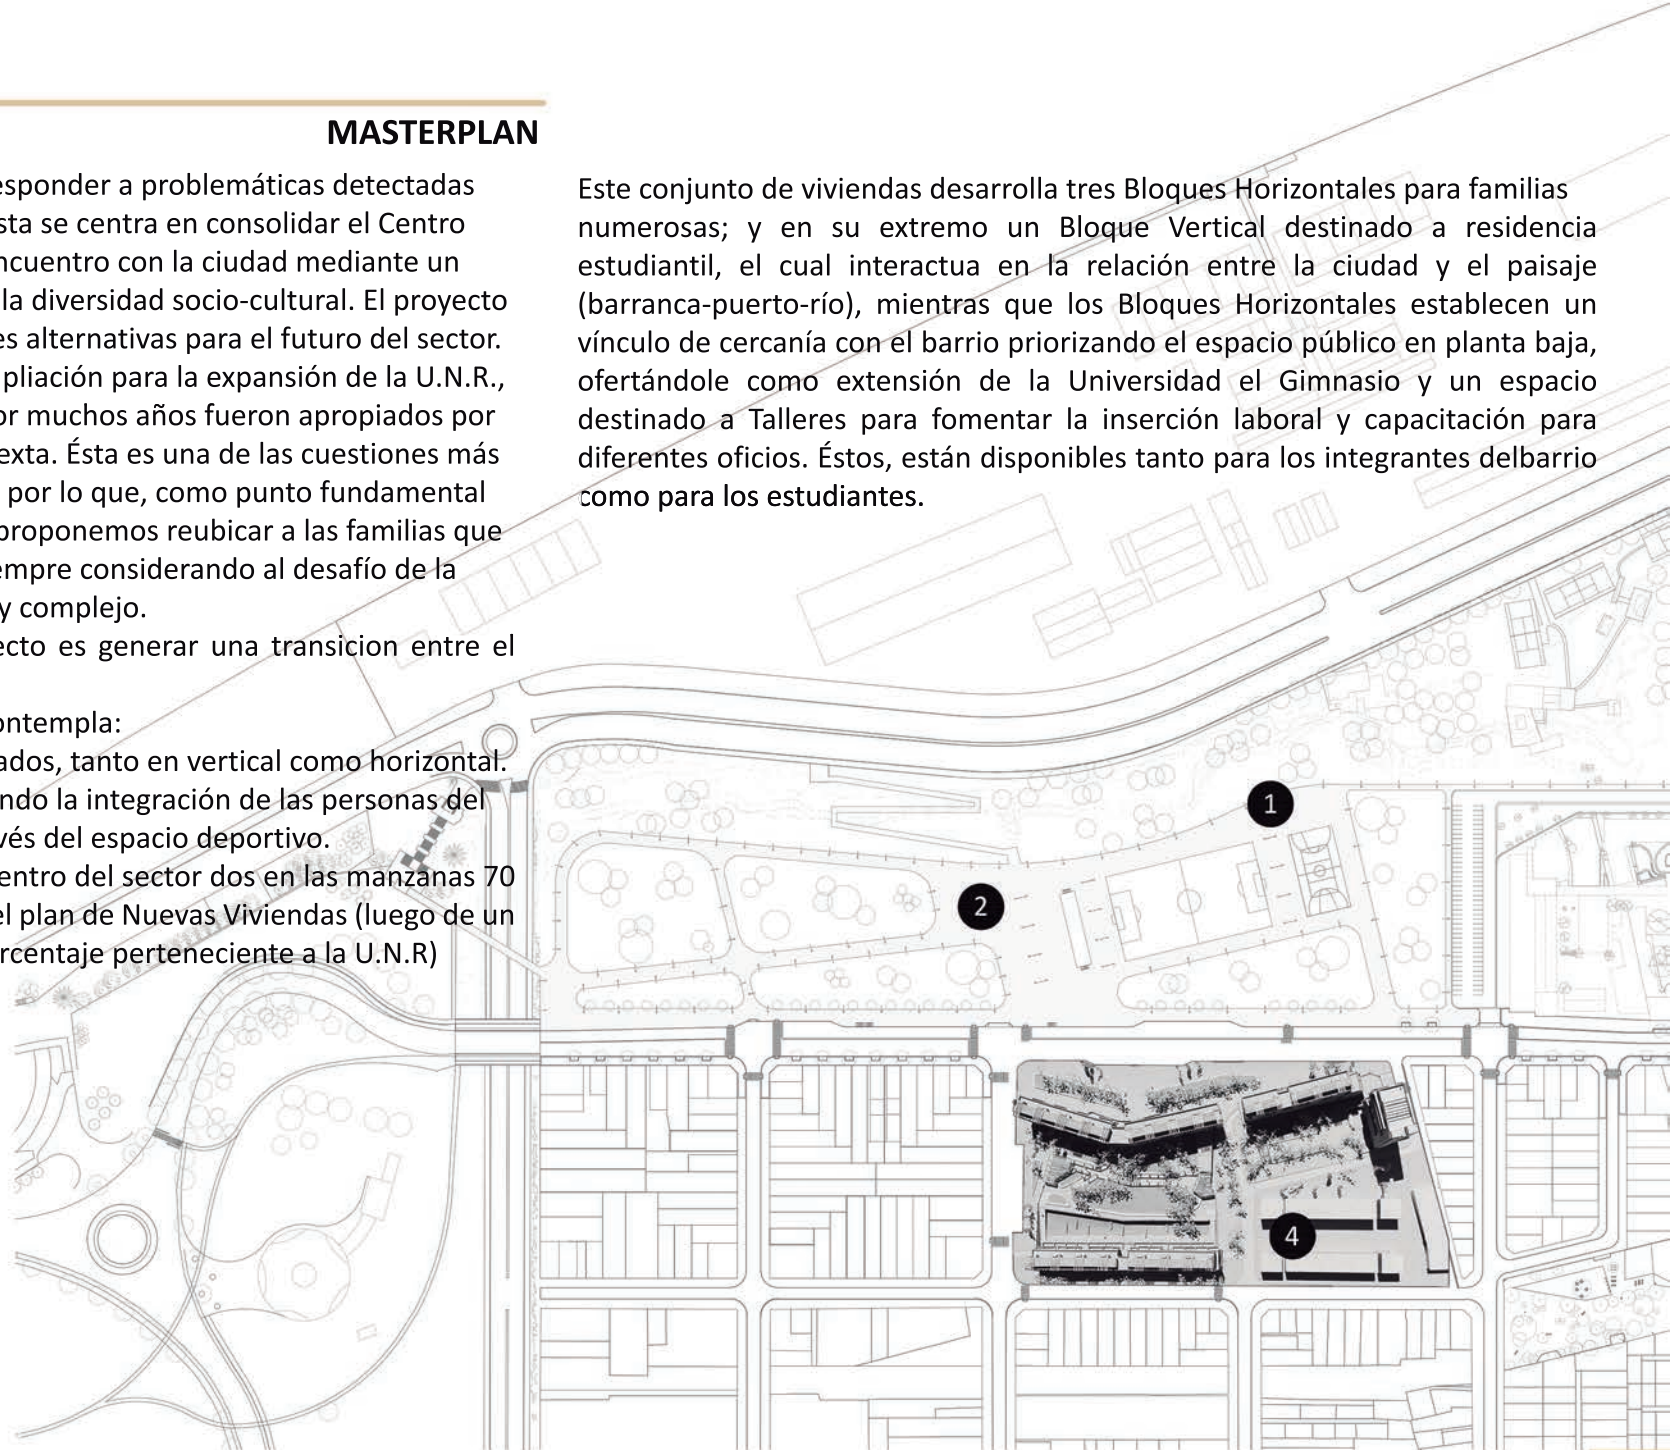 MASTERPLAN
esponder a problemáticas detectadas
sta se centra en consolidar el Centro
ncuentro con la ciudad mediante un
la diversidad socio-cultural. El proyecto
es alternativas para el futuro del sector.
pliación para la expansión de la U.N.R.,
or muchos años fueron apropiados por
exta. Ésta es una de las cuestiones más
por lo que, como punto fundamental
proponemos reubicar a las familias que
empre considerando al desafío de la
y complejo.
ecto es generar una transicion entre el
ontempla:
ados, tanto en vertical como horizontal.
ndo la integración de las personas del
vés del espacio deportivo.
entro del sector dos en las manzanas 70
el plan de Nuevas Viviendas (luego de un
rcentaje perteneciente a la U.N.R)
Este conjunto de viviendas desarrolla tres Bloques Horizontales para familias
numerosas; y en su extremo un Bloque Vertical destinado a residencia
estudiantil, el cual interactua en la relación entre la ciudad y el paisaje
(barranca-puerto-río), mientras que los Bloques Horizontales establecen un
vínculo de cercanía con el barrio priorizando el espacio público en planta baja,
ofertándole como extensión de la Universidad el Gimnasio y un espacio
destinado a Talleres para fomentar la inserción laboral y capacitación para
diferentes oficios. Éstos, están disponibles tanto para los integrantes delbarrio
como para los estudiantes.
1
2
4